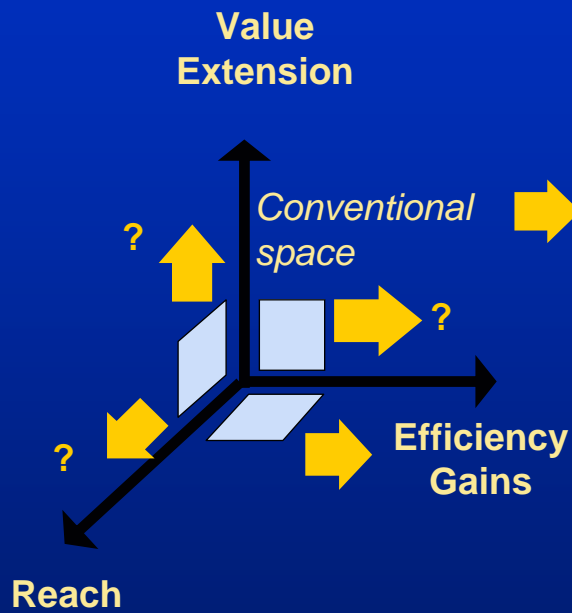 Value
Extension
Conventional
space
?
?
Efficiency
Gains
?
Reach